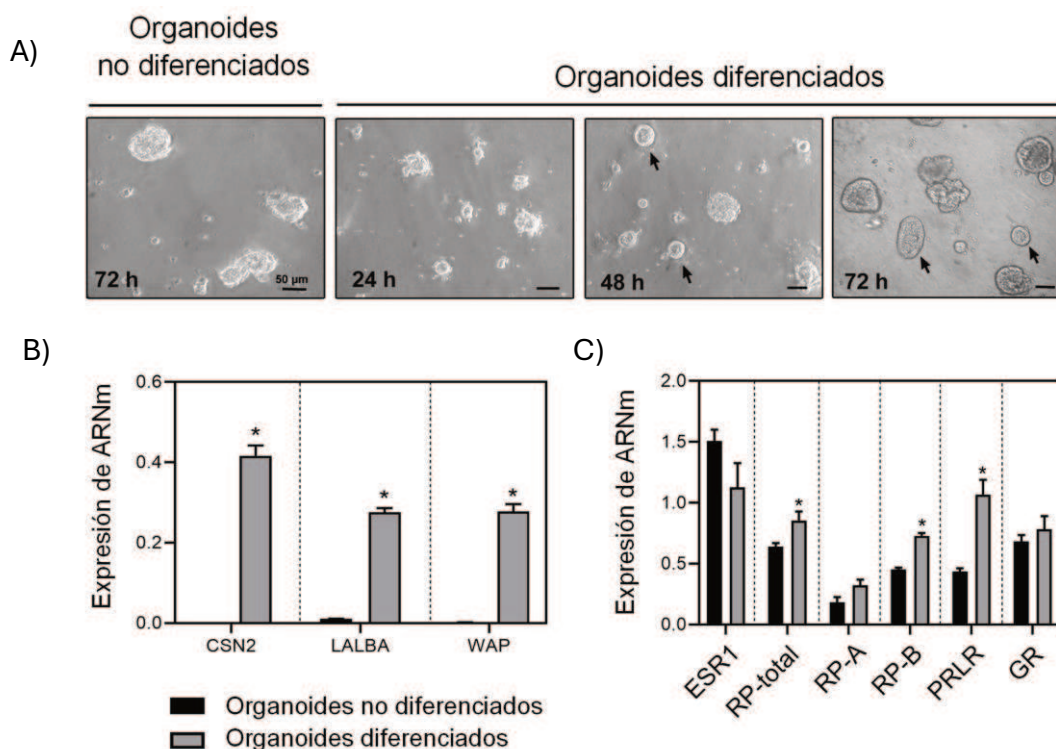 A)
Organoides
no diferenciados
Organoides diferenciados
72 h
50 µm
24 h
48 h
72 h
B)
Expresión de ARNm
0.6
0.4
0.2
0.0
*
*
*
CSN2
LALBA
WAP
Organoides no diferenciados
Organoides diferenciados
C)
Expresión de ARNm
2.0
1.5
1.0
0.5
0.0
*
*
*
ESR1
RP-total
RP-A
RP-B
PRLR
GR